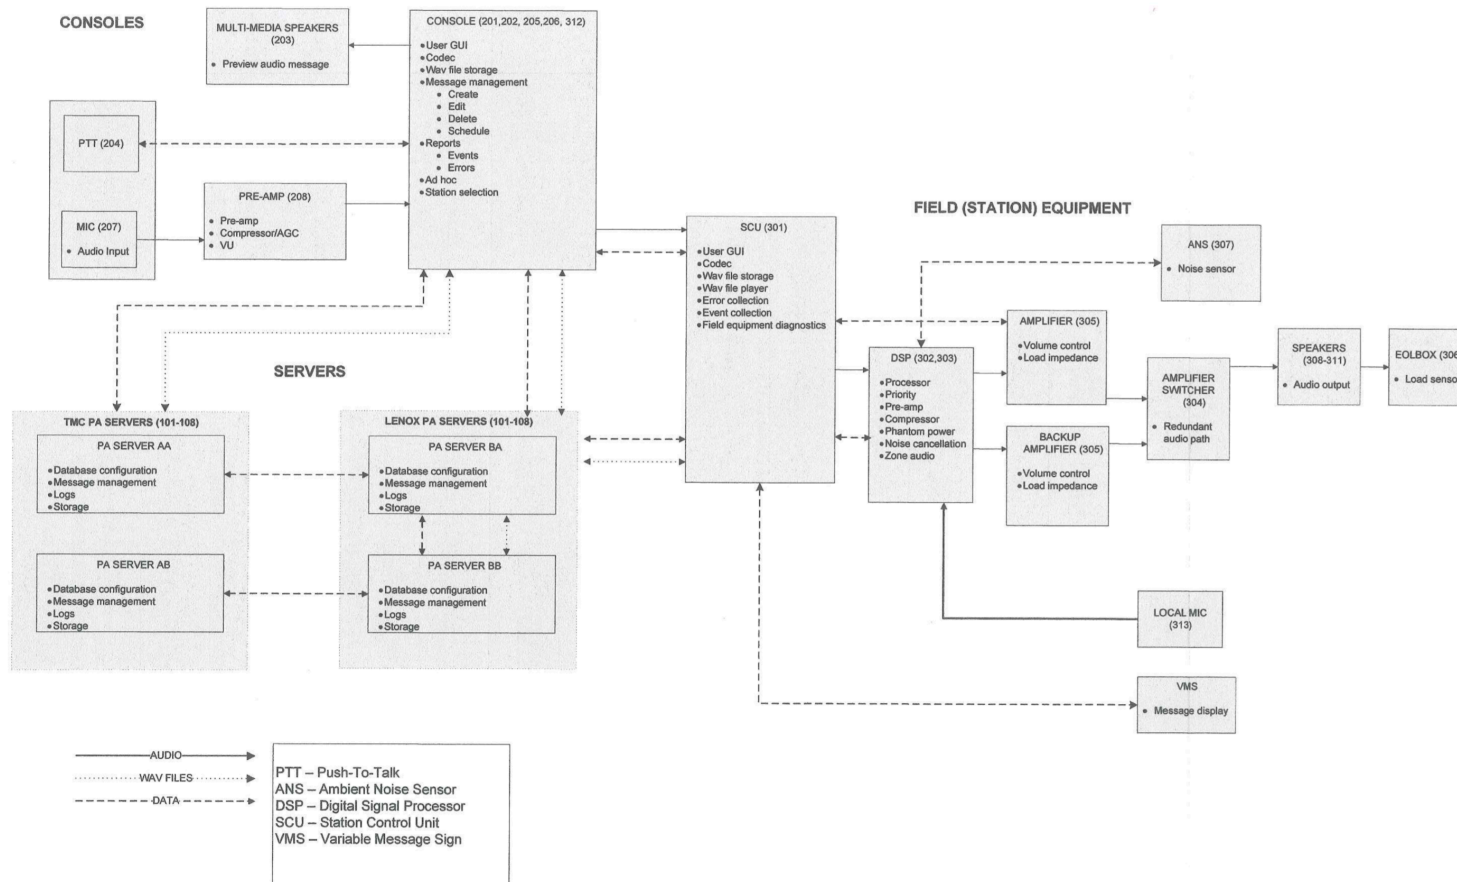 CONSOLES
MULTI-MEDIA SPEAKERS
(203)
• Preview audio message
CONSOLE (201,202, 205,206, 312)
• User GUI
• Codec
• Wav file storage
• Message management
• Create
• Edit
• Delete
• Schedule
• Reports
• Events
• Errors
• Ad hoc
• Station selection
PTT (204)
MIC (207)
• Audio Input
PRE-AMP (208)
• Pre-amp
• Compressor/AGC
• VU
FIELD (STATION) EQUIPMENT
SCU (301)
• User GUI
• Codec
• Wav file storage
• Wav file player
• Error collection
• Event collection
• Field equipment diagnostics
ANS (307)
• Noise sensor
AMPLIFIER (305)
• Volume control
• Load impedance
DSP (302,303)
• Processor
• Priority
• Pre-amp
• Compressor
• Phantom power
• Noise cancellation
• Zone audio
BACKUP
AMPLIFIER (305)
• Volume control
• Load impedance
AMPLIFIER
SWITCHER
(304)
• Redundant
audio path
SPEAKERS
(308-311)
• Audio output
EOLBOX (306
• Load senso
SERVERS
TMC PA SERVERS (101-108)
PA SERVER AA
• Database configuration
• Message management
• Logs
• Storage
PA SERVER AB
• Database configuration
• Message management
• Logs
• Storage
LENOX PA SERVERS (101-108)
PA SERVER BA
• Database configuration
• Message management
• Logs
• Storage
PA SERVER BB
• Database configuration
• Message management
• Logs
• Storage
LOCAL MIC
(313)
VMS
• Message display
AUDIO
WAV FILES
DATA
PTT – Push-To-Talk
ANS – Ambient Noise Sensor
DSP – Digital Signal Processor
SCU – Station Control Unit
VMS – Variable Message Sign